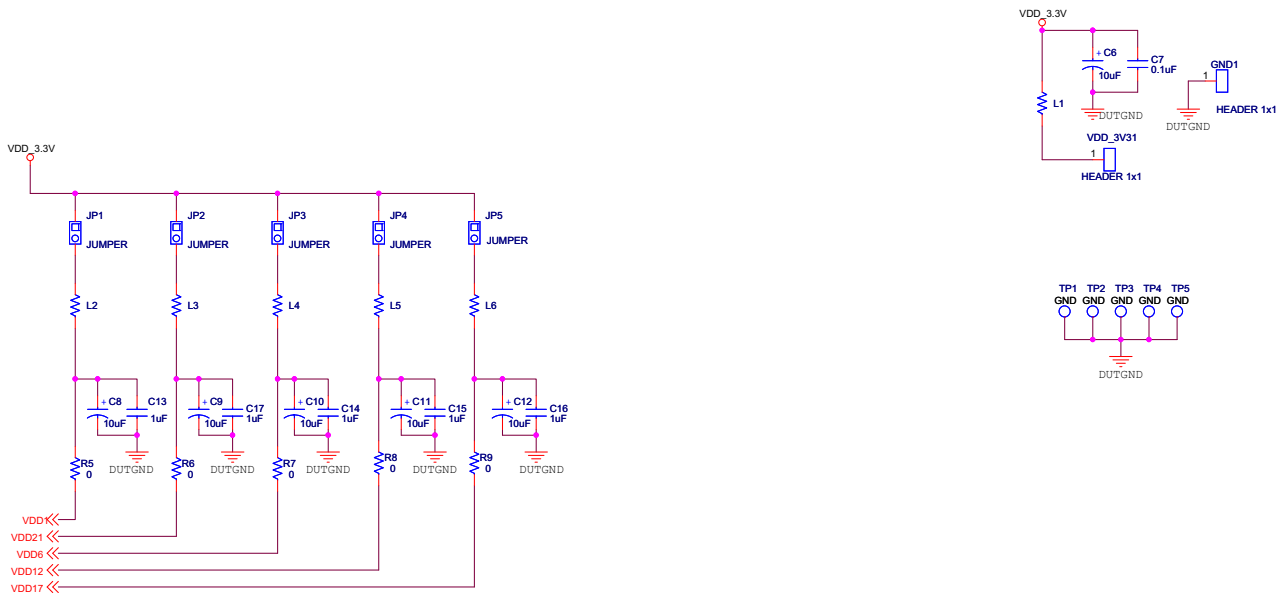 VDD_3.3V
C6
10uF
C7
0.1uF
GND1
1
HEADER 1x1
L1
DUTGND
DUTGND
VDD_3V31
1
HEADER 1x1
VDD_3.3V
JP1
JUMPER
JP2
JUMPER
JP3
JUMPER
JP4
JUMPER
JP5
JUMPER
L2
L3
L4
L5
L6
TP1 TP2 TP3 TP4 TP5
GND GND GND GND GND
DUTGND
+ C8
10uF
C13
1uF
+ C9
10uF
C17
1uF
+ C10
10uF
C14
1uF
+ C11
10uF
C15
1uF
+ C12
10uF
C16
1uF
R5
0
DUTGND
R6
0
DUTGND
R7
0
DUTGND
R8
0
DUTGND
R9
0
DUTGND
VDD1
VDD21
VDD6
VDD12
VDD17